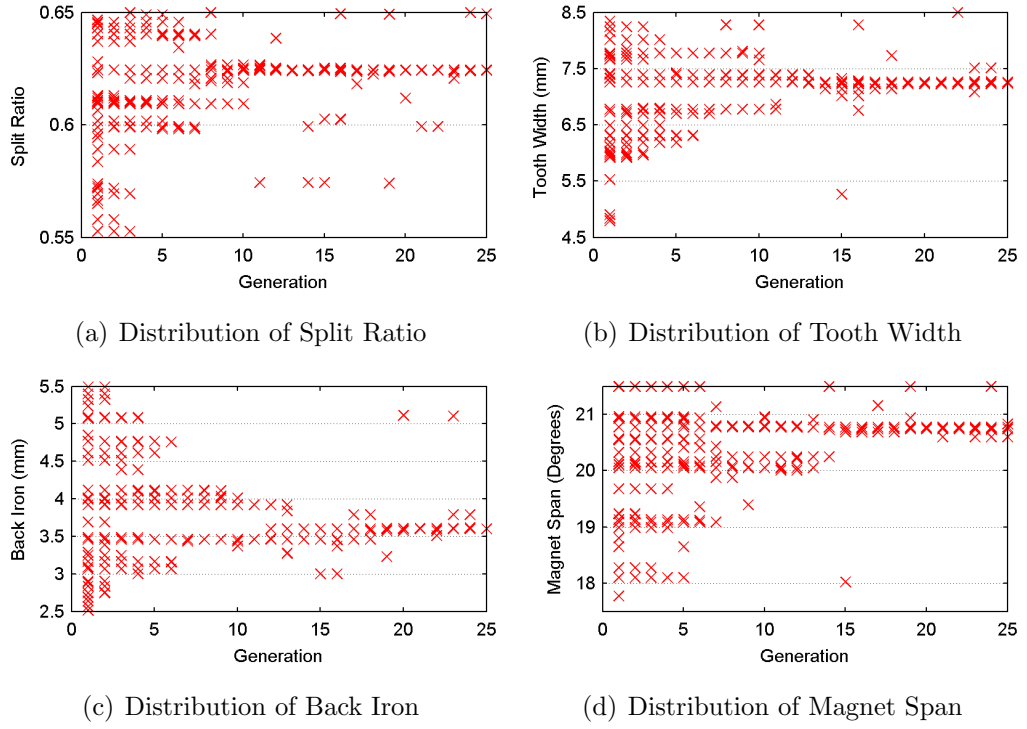 0.65
0.6
0.55
Split Ratio
0 5 10 15 20 25
Generation
(a) Distribution of Split Ratio
8.5
7.5
6.5
5.5
4.5
Tooth Width (mm)
0 5 10 15 20 25
Generation
(b) Distribution of Tooth Width
5.5
5
4.5
4
3.5
3
2.5
Back Iron (mm)
0 5 10 15 20 25
Generation
(c) Distribution of Back Iron
21
20
19
18
Magnet Span (Degrees)
0 5 10 15 20 25
Generation
(d) Distribution of Magnet Span